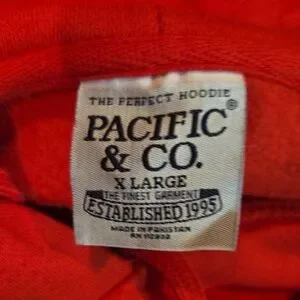 THE PERFECT HOODIE
PACIFIC®
& CO.
X LARGE
THE FINEST GARMENT
ESTABLISHED 1995
MADE IN PAKISTAN